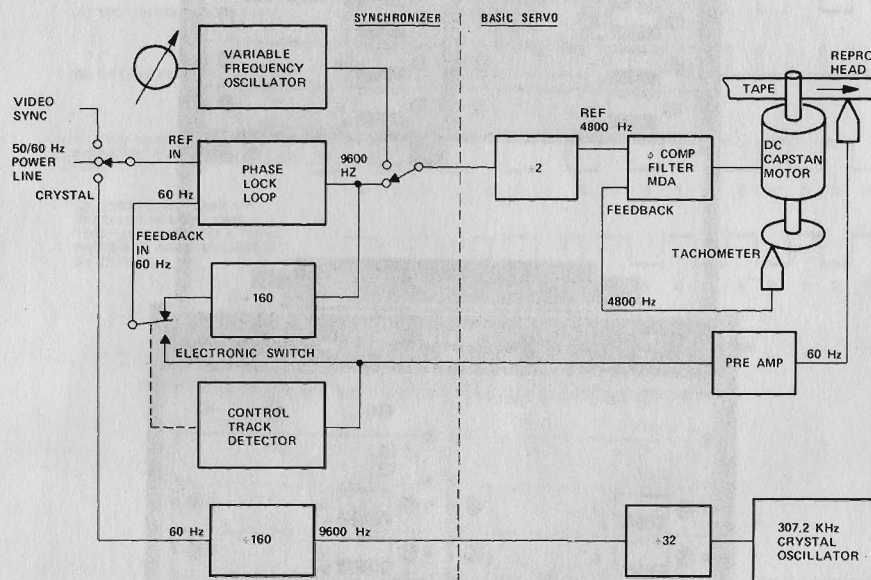 SYNCHRONIZER
BASIC SERVO
VARIABLE
FREQUENCY
OSCILLATOR
REPRO
HEAD
TAPE
VIDEO
SYNC
50/60 Hz
POWER
LINE
CRYSTAL
REF
IN
60 Hz
PHASE
LOCK
LOOP
9600
HZ
REF
4800 Hz
÷2
ϕ COMP
FILTER
MDA
DC
CAPSTAN
MOTOR
FEEDBACK
FEEDBACK
IN
60 Hz
÷160
TACHOMETER
4800 Hz
ELECTRONIC SWITCH
PRE AMP
60 Hz
CONTROL
TRACK
DETECTOR
60 Hz
÷160
9600 Hz
÷32
307.2 KHz
CRYSTAL
OSCILLATOR